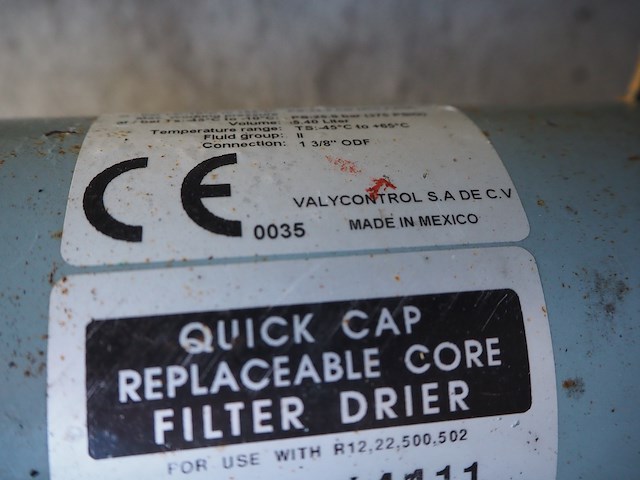 Volume: 5.40 Liter
Temperature range: TS:-45°C to +65°C
Fluid group: II
Connection: 1 3/8" ODF
CE 0035
VALYCONTROL S.A DE C.V
MADE IN MEXICO
QUICK CAP
REPLACEABLE CORE
FILTER DRIER
FOR USE WITH R12,22,500,502